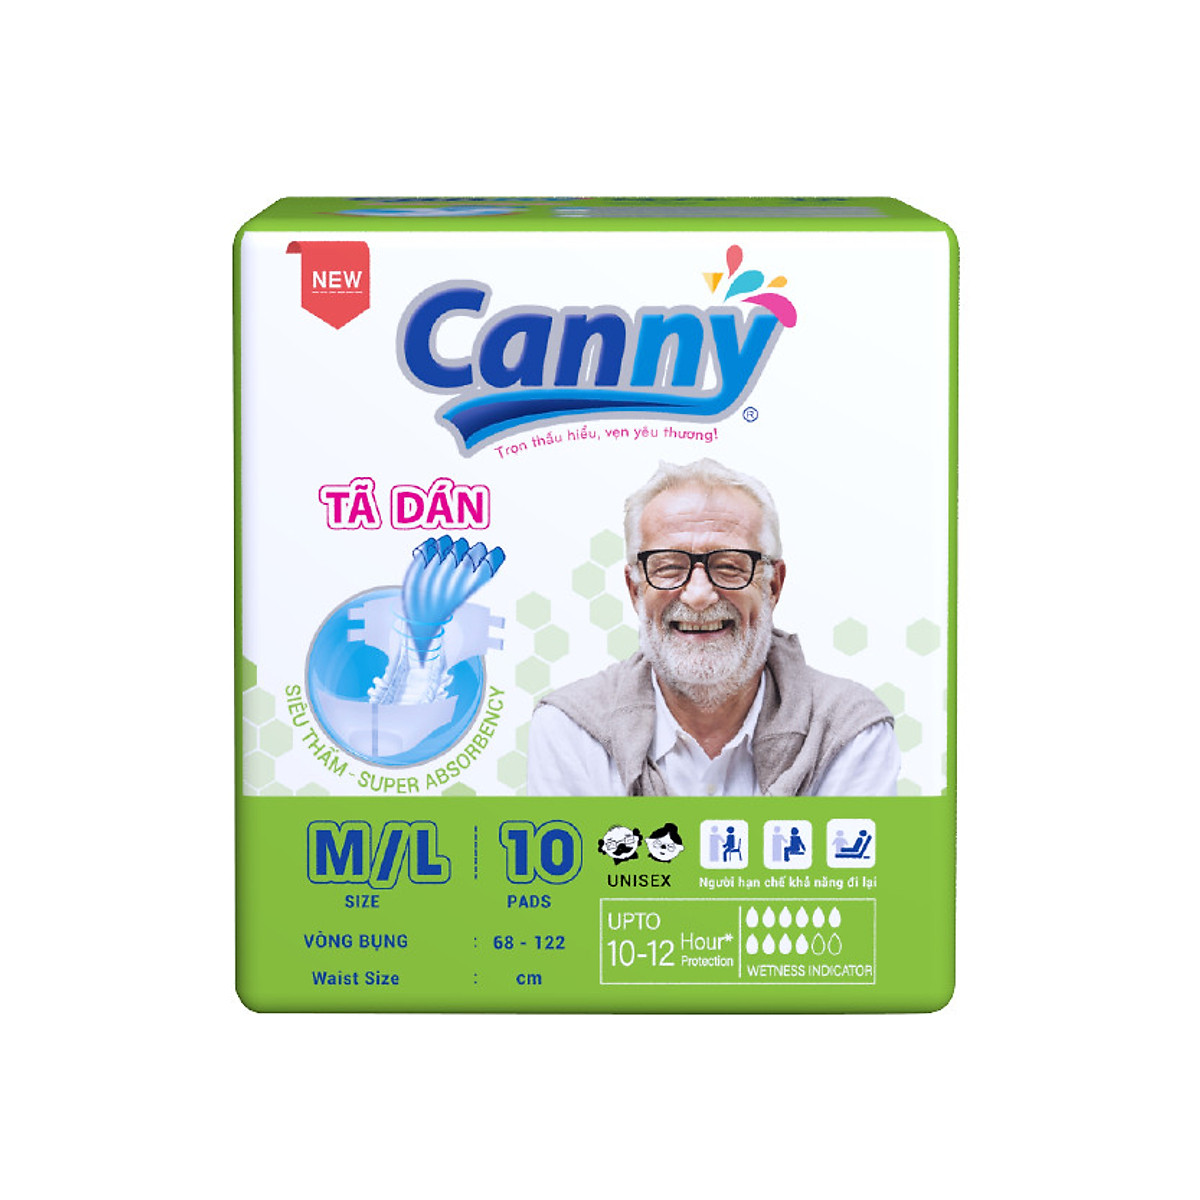 NEW
Canny
®
Trọn thấu hiểu, vẹn yêu thương!
TÃ DÁN
SIÊU THẤM - SUPER ABSORBENCY
M/L
SIZE
10
PADS
UNISEX
Người hạn chế khả năng đi lại
VÒNG BỤNG : 68 - 122
Waist Size : cm
UPTO
10-12 Hour*
Protection
WETNESS INDICATOR